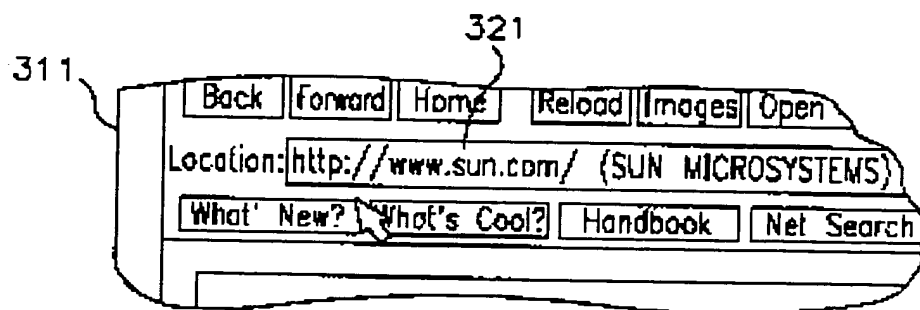 321
311
Back Forward Home Reload Images Open
Location: http://www.sun.com/ (SUN MICROSYSTEMS)
What' New? What's Cool? Handbook Net Search